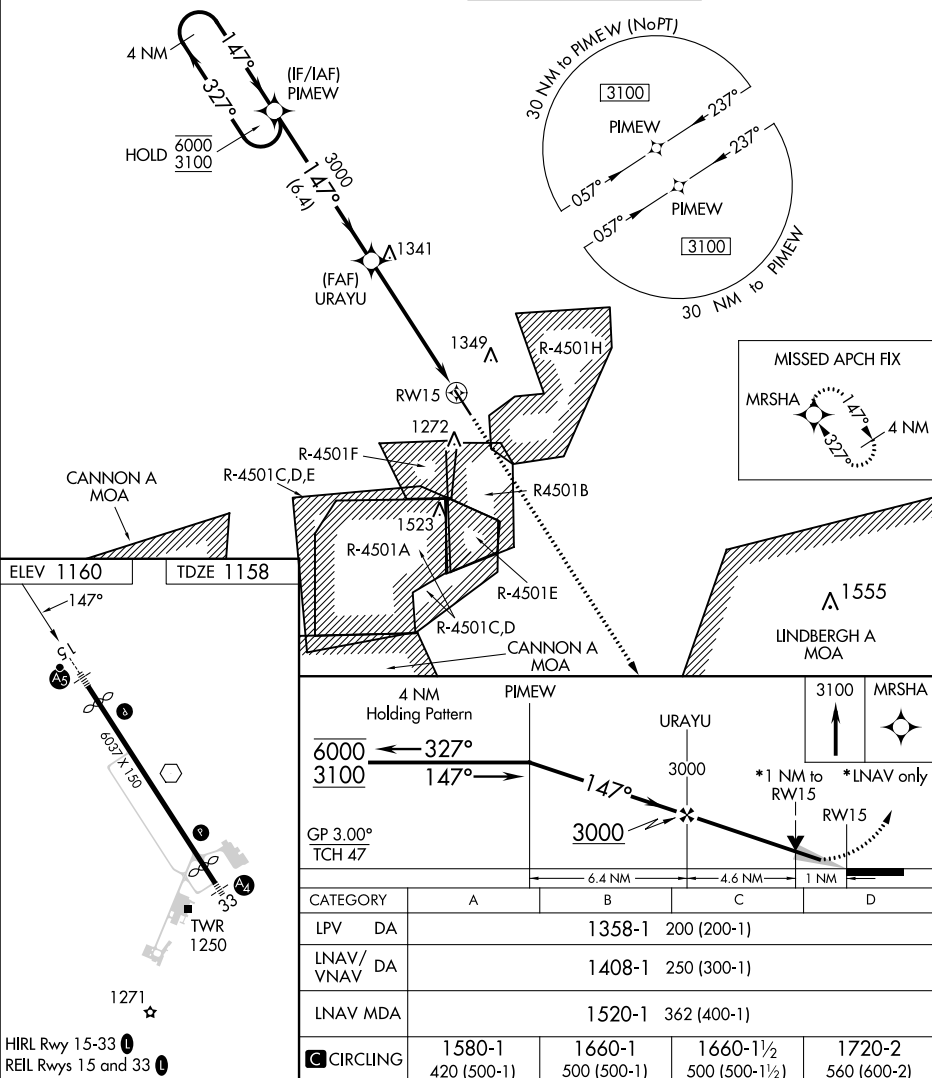 4 NM
147°
327°
(IF/IAF)
PIMEW
HOLD 6000
3100
3000
147°
(6.4)
1341
(FAF)
URAYU
30 NM to PIMEW (NoPT)
3100
PIMEW
237°
057°
237°
057°
PIMEW
3100
30 NM to PIMEW
1349
R-4501H
RW15
1272
R-4501F
R-4501C,D,E
R4501B
CANNON A
MOA
1523
R-4501A
R-4501E
R-4501C,D
CANNON A
MOA
1555
LINDBERGH A
MOA
MISSED APCH FIX
MRSHA
147°
4 NM
327°
ELEV 1160
TDZE 1158
147°
15
A5
P
6037 X 150
P
A4
33
TWR
1250
1271
HIRL Rwy 15-33 L
REIL Rwys 15 and 33 L
4 NM
Holding Pattern
PIMEW
URAYU
3100
MRSHA
6000
3100
327°
147°
147°
3000
3000
*1 NM to
RW15
*LNAV only
RW15
GP 3.00°
TCH 47
6.4 NM
4.6 NM
1 NM
CATEGORY A B C D
LPV DA 1358-1 200 (200-1)
LNAV/
VNAV DA 1408-1 250 (300-1)
LNAV MDA 1520-1 362 (400-1)
C CIRCLING 1580-1 1660-1 1660-1½ 1720-2
420 (500-1) 500 (500-1) 500 (500-1½) 560 (600-2)